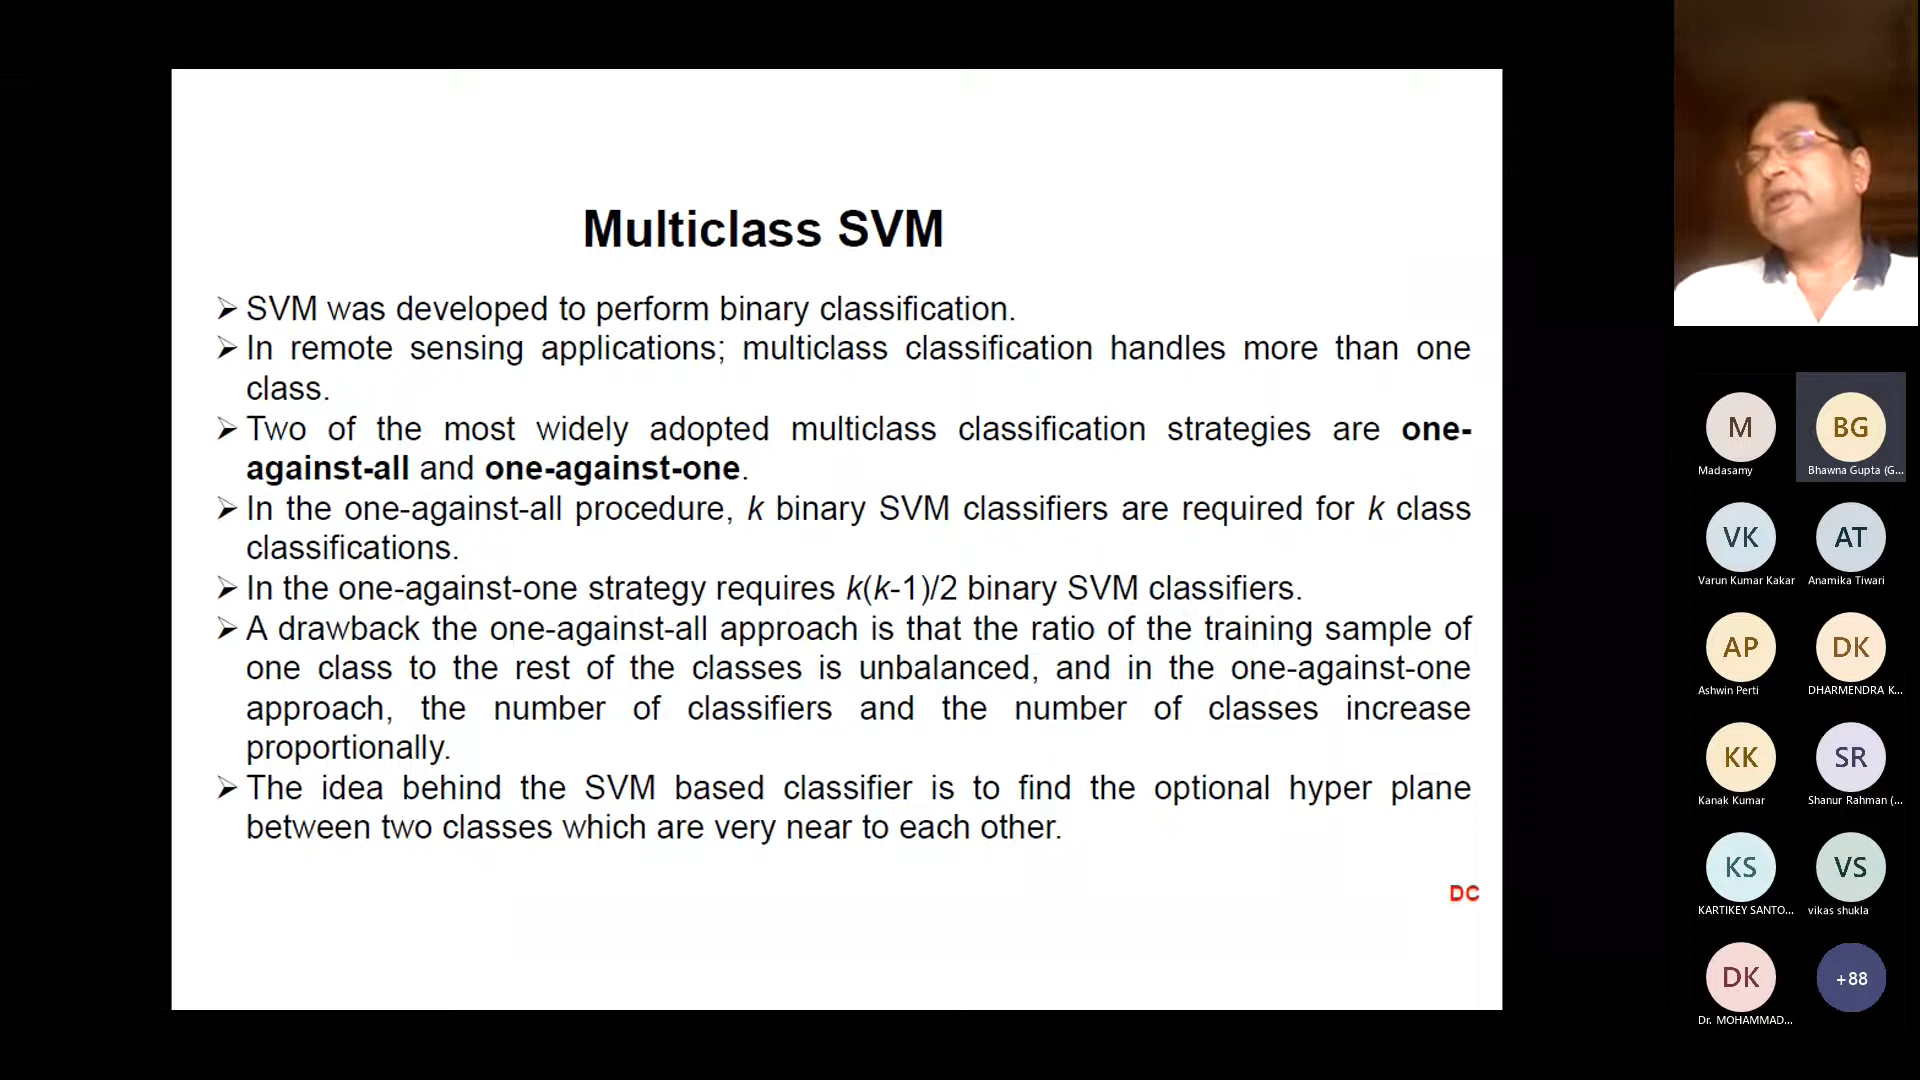 Multiclass SVM
➢ SVM was developed to perform binary classification.
➢ In remote sensing applications; multiclass classification handles more than one
class.
➢ Two of the most widely adopted multiclass classification strategies are one-
against-all and one-against-one.
➢ In the one-against-all procedure, k binary SVM classifiers are required for k class
classifications.
➢ In the one-against-one strategy requires k(k-1)/2 binary SVM classifiers.
➢ A drawback the one-against-all approach is that the ratio of the training sample of
one class to the rest of the classes is unbalanced, and in the one-against-one
approach, the number of classifiers and the number of classes increase
proportionally.
➢ The idea behind the SVM based classifier is to find the optional hyper plane
between two classes which are very near to each other.
DC
M
Madasamy
BG
Bhawna Gupta (G...
VK
Varun Kumar Kakar
AT
Anamika Tiwari
AP
Ashwin Perti
DK
DHARMENDRA K...
KK
Kanak Kumar
SR
Shanur Rahman (...
KS
KARTIKEY SANTO...
VS
vikas shukla
DK
Dr. MOHAMMAD...
+88